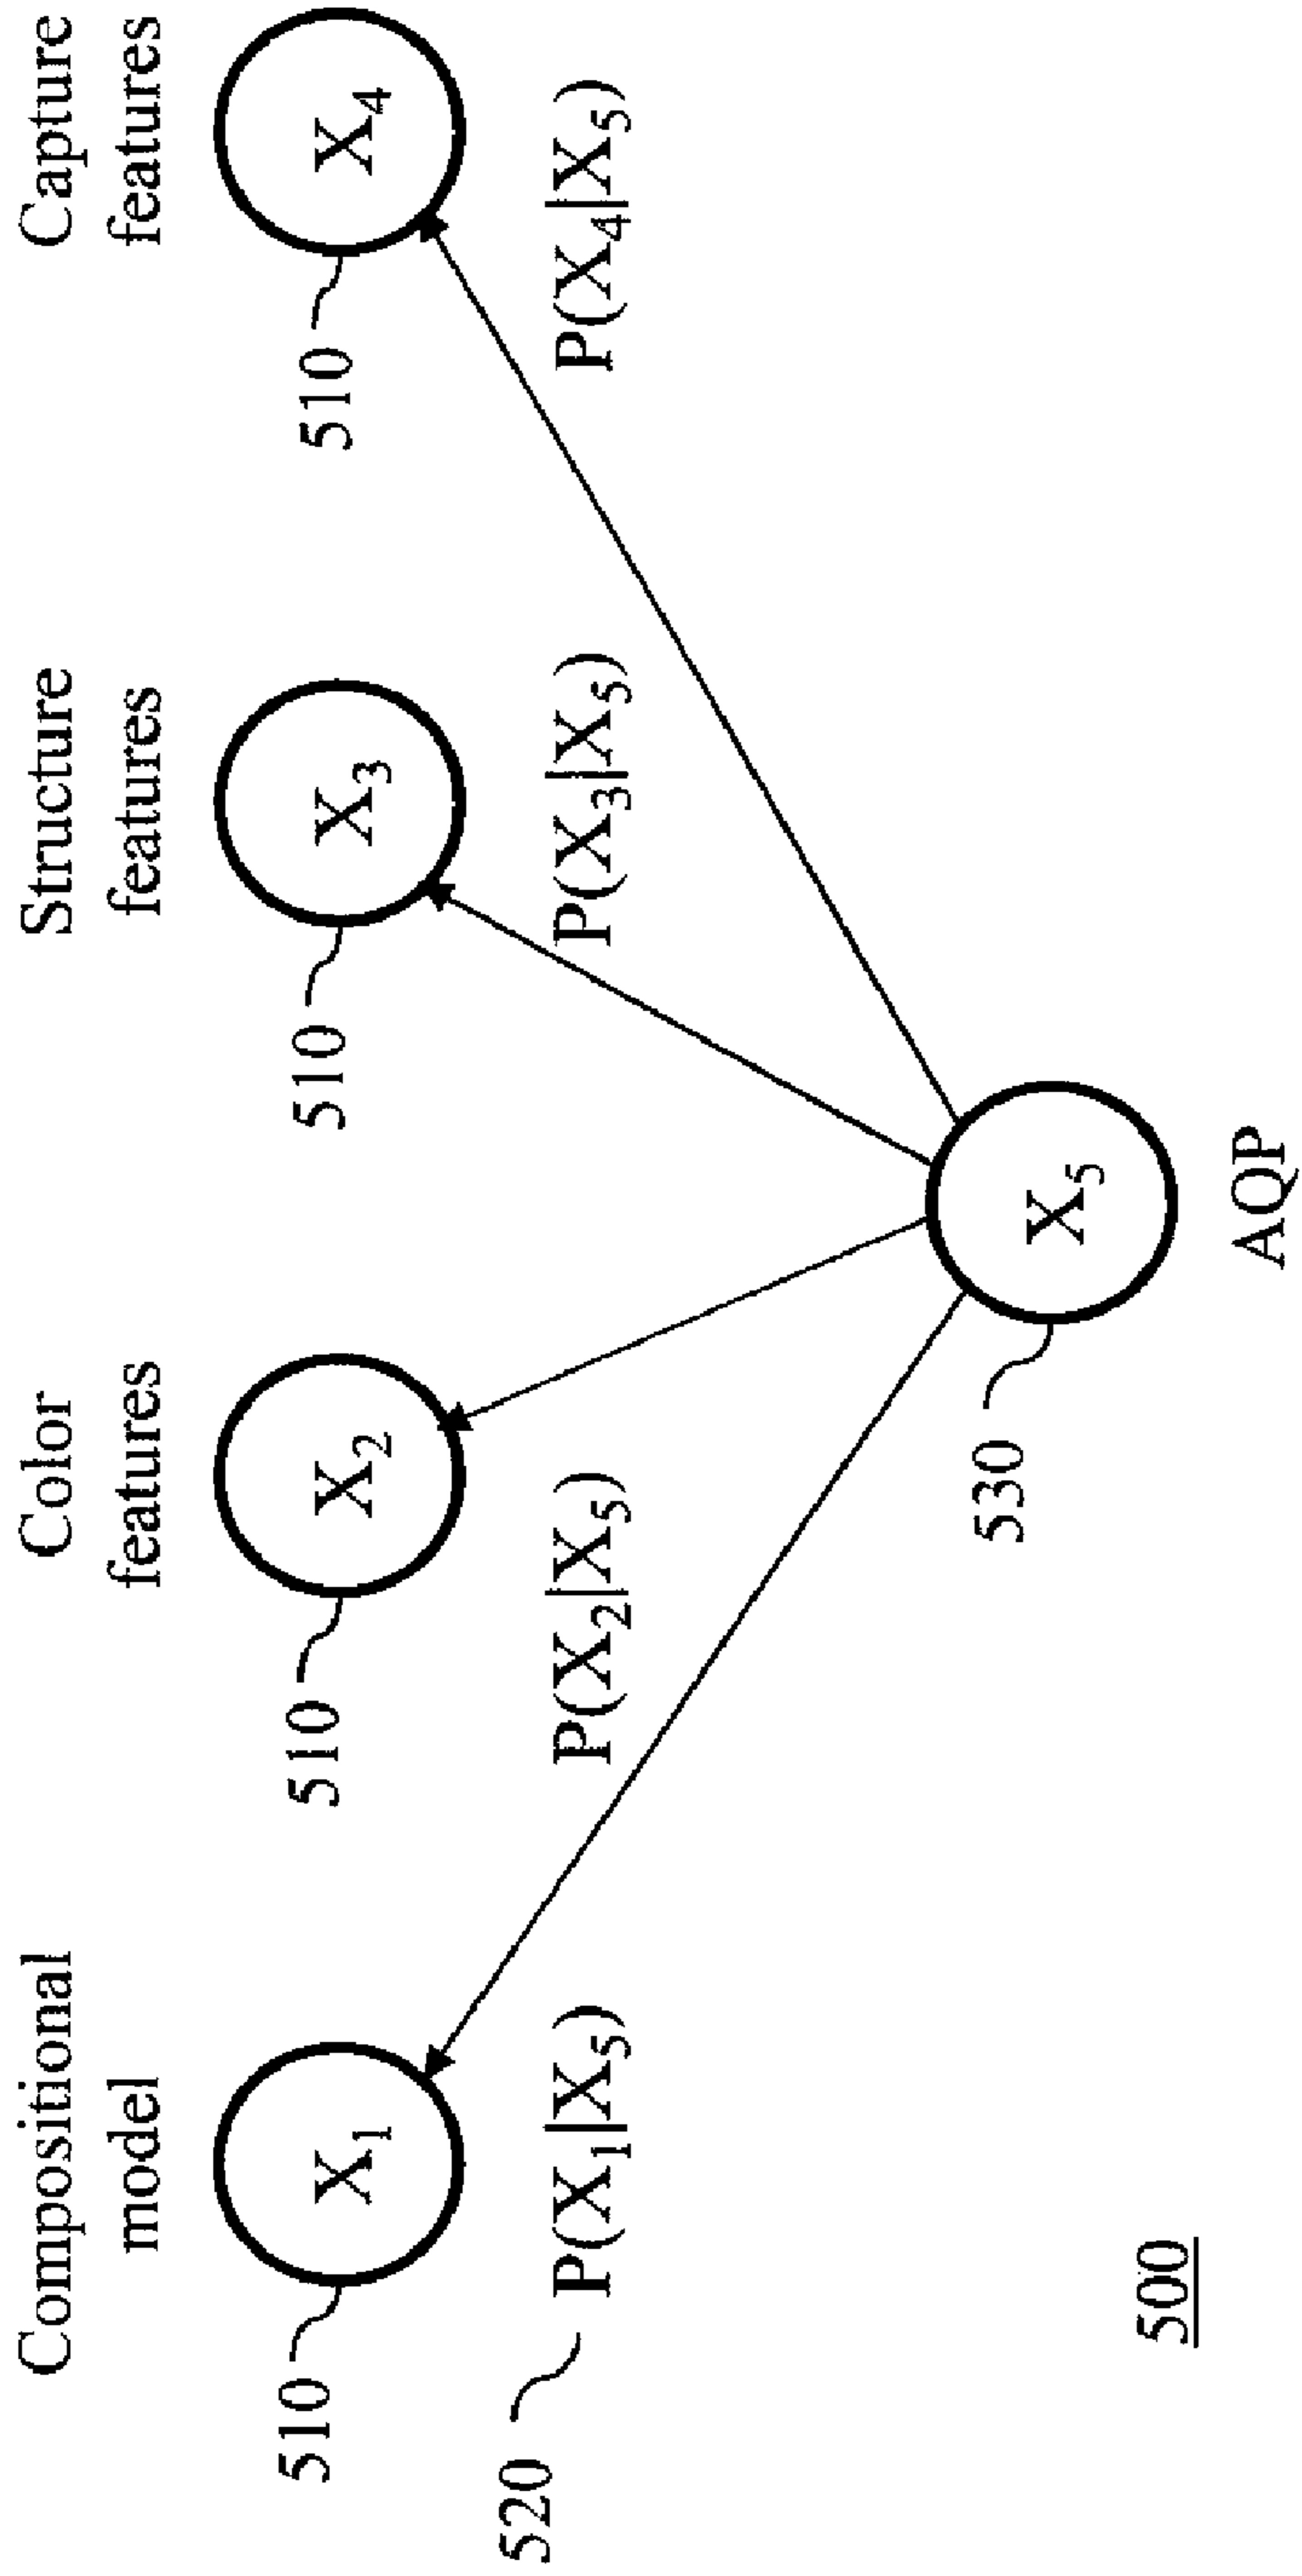 Compositional
model
Color
features
Structure
features
Capture
features
X1
X2
X3
X4
510
510
510
510
520
P(X1|X5)
P(X2|X5)
P(X3|X5)
P(X4|X5)
X5
530
AQP
500